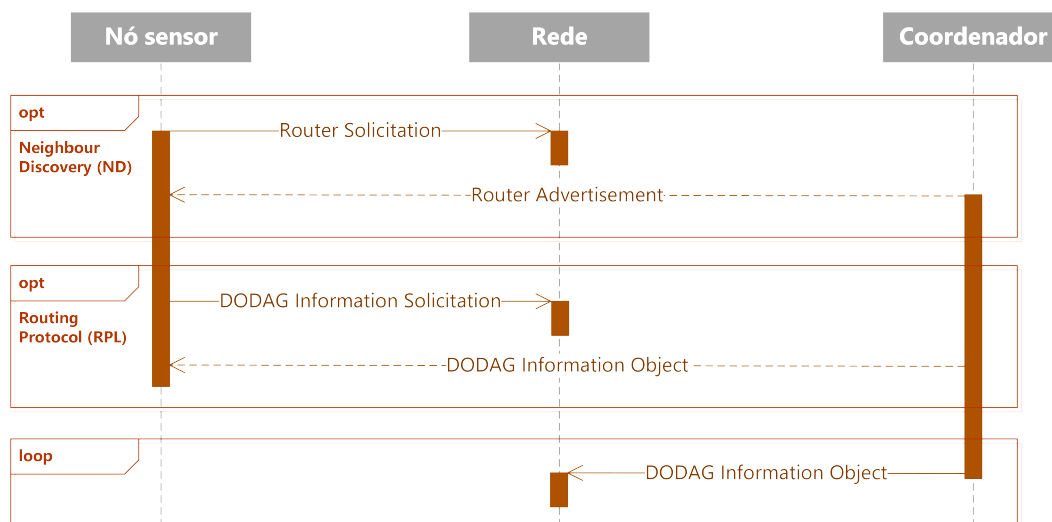 Nó sensor
Rede
Coordenador
opt
Neighbour
Discovery (ND)
Router Solicitation
Router Advertisement
opt
Routing
Protocol (RPL)
DODAG Information Solicitation
DODAG Information Object
loop
DODAG Information Object